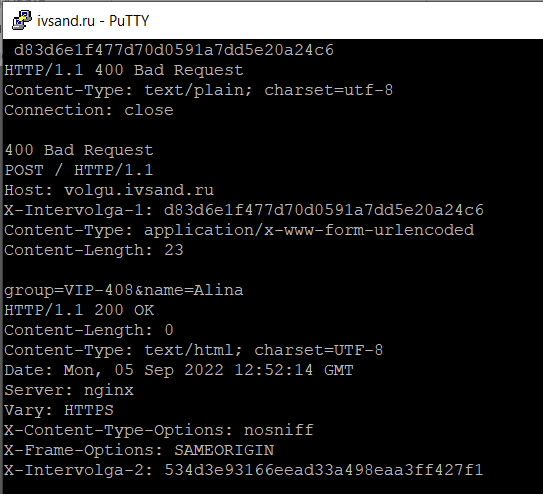 ivsand.ru - PuTTY
d83d6e1f477d70d0591a7dd5e20a24c6
HTTP/1.1 400 Bad Request
Content-Type: text/plain; charset=utf-8
Connection: close
400 Bad Request
POST / HTTP/1.1
Host: volgu.ivsand.ru
X-Intervolga-1: d83d6e1f477d70d0591a7dd5e20a24c6
Content-Type: application/x-www-form-urlencoded
Content-Length: 23
group=VIP-408&name=Alina
HTTP/1.1 200 OK
Content-Length: 0
Content-Type: text/html; charset=UTF-8
Date: Mon, 05 Sep 2022 12:52:14 GMT
Server: nginx
Vary: HTTPS
X-Content-Type-Options: nosniff
X-Frame-Options: SAMEORIGIN
X-Intervolga-2: 534d3e93166eead33a498eaa3ff427f1